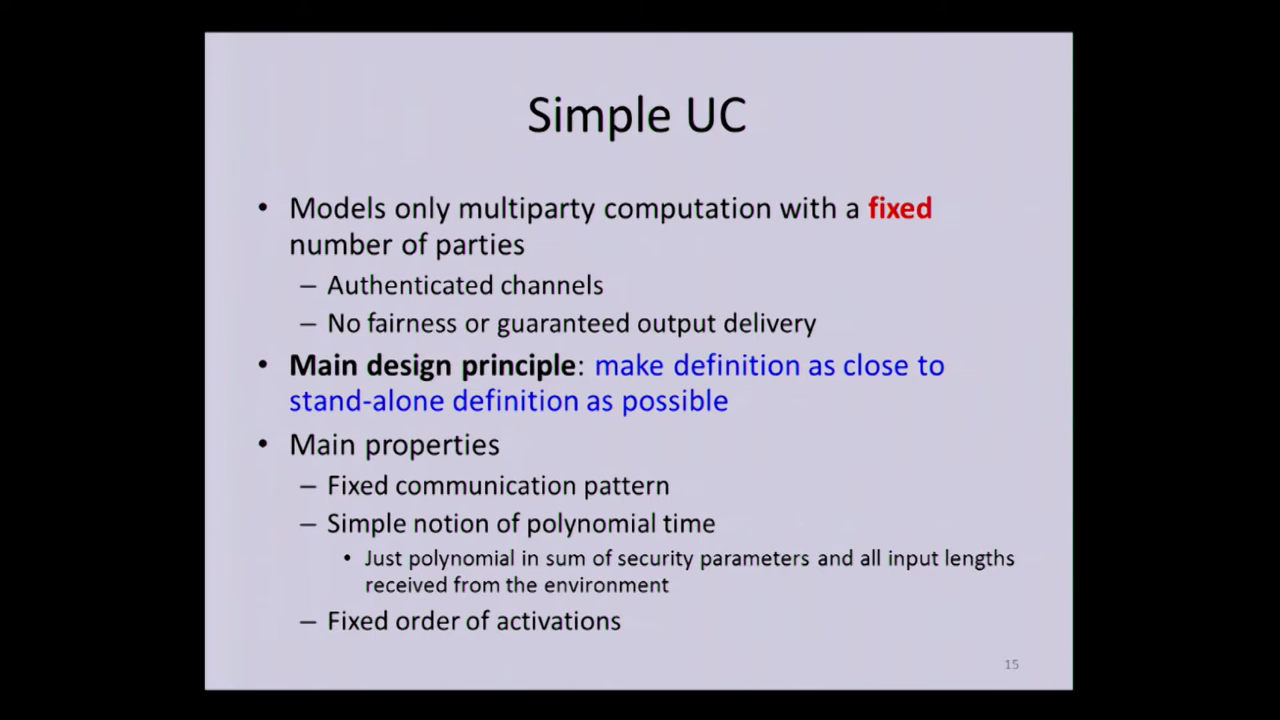 Simple UC
• Models only multiparty computation with a fixed
number of parties
– Authenticated channels
– No fairness or guaranteed output delivery
• Main design principle: make definition as close to
stand-alone definition as possible
• Main properties
– Fixed communication pattern
– Simple notion of polynomial time
• Just polynomial in sum of security parameters and all input lengths
received from the environment
– Fixed order of activations
15